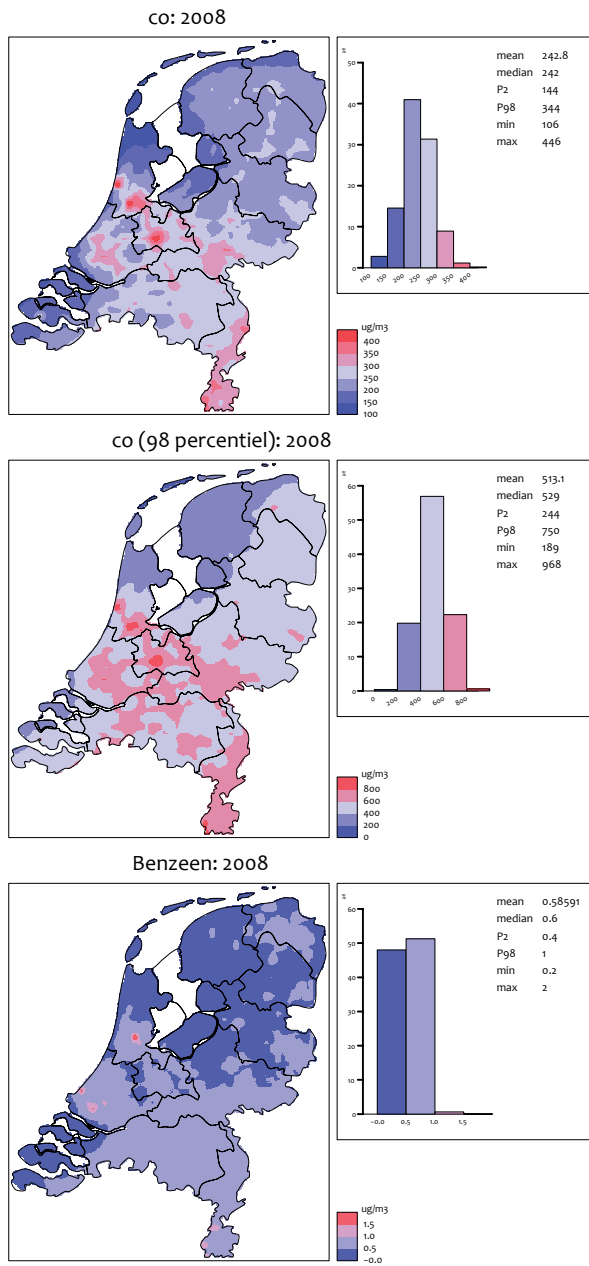 co: 2008
%
50
40
30
20
10
0
100
150
200
250
300
350
400
mean 242.8
median 242
P2 144
P98 344
min 106
max 446
ug/m3
400
350
300
250
200
150
100
co (98 percentiel): 2008
%
60
50
40
30
20
10
0
0
200
400
600
800
mean 513.1
median 529
P2 244
P98 750
min 189
max 968
ug/m3
800
600
400
200
0
Benzeen: 2008
%
60
50
40
30
20
10
0
−0.0
0.5
1.0
1.5
mean 0.58591
median 0.6
P2 0.4
P98 1
min 0.2
max 2
ug/m3
1.5
1.0
0.5
−0.0